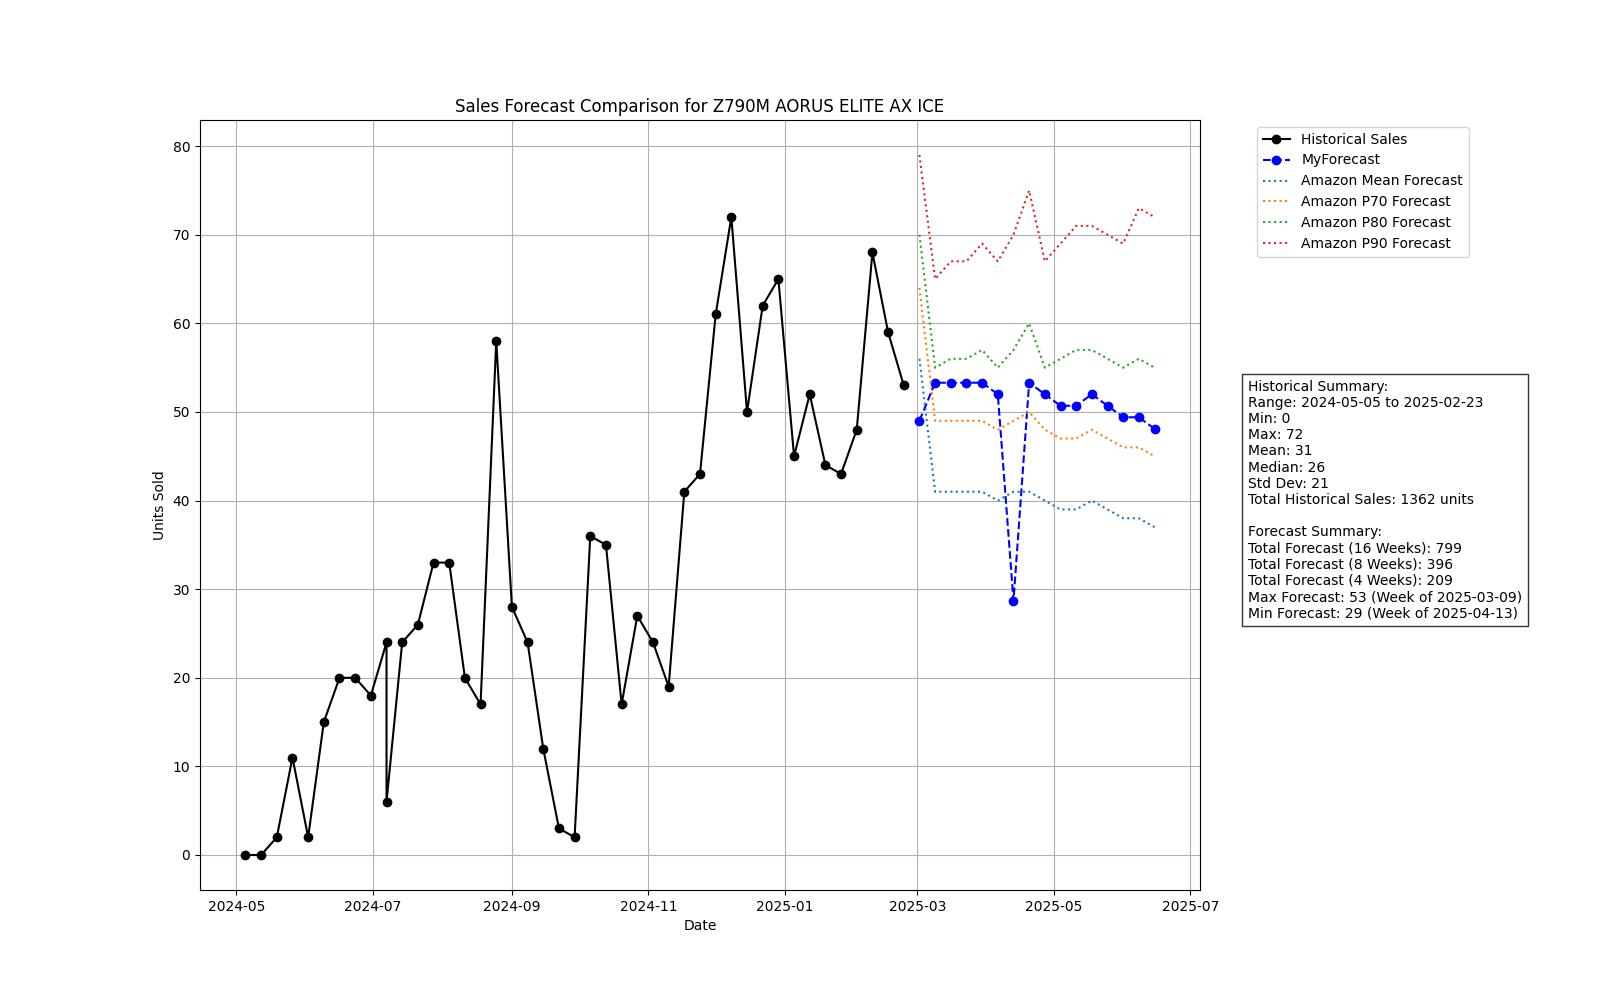 Sales Forecast Comparison for Z790M AORUS ELITE AX ICE
Units Sold
80
70
60
50
40
30
20
10
0
2024-05
2024-07
2024-09
2024-11
2025-01
2025-03
2025-05
2025-07
Date
Historical Sales
MyForecast
Amazon Mean Forecast
Amazon P70 Forecast
Amazon P80 Forecast
Amazon P90 Forecast
Historical Summary:
Range: 2024-05-05 to 2025-02-23
Min: 0
Max: 72
Mean: 31
Median: 26
Std Dev: 21
Total Historical Sales: 1362 units
Forecast Summary:
Total Forecast (16 Weeks): 799
Total Forecast (8 Weeks): 396
Total Forecast (4 Weeks): 209
Max Forecast: 53 (Week of 2025-03-09)
Min Forecast: 29 (Week of 2025-04-13)